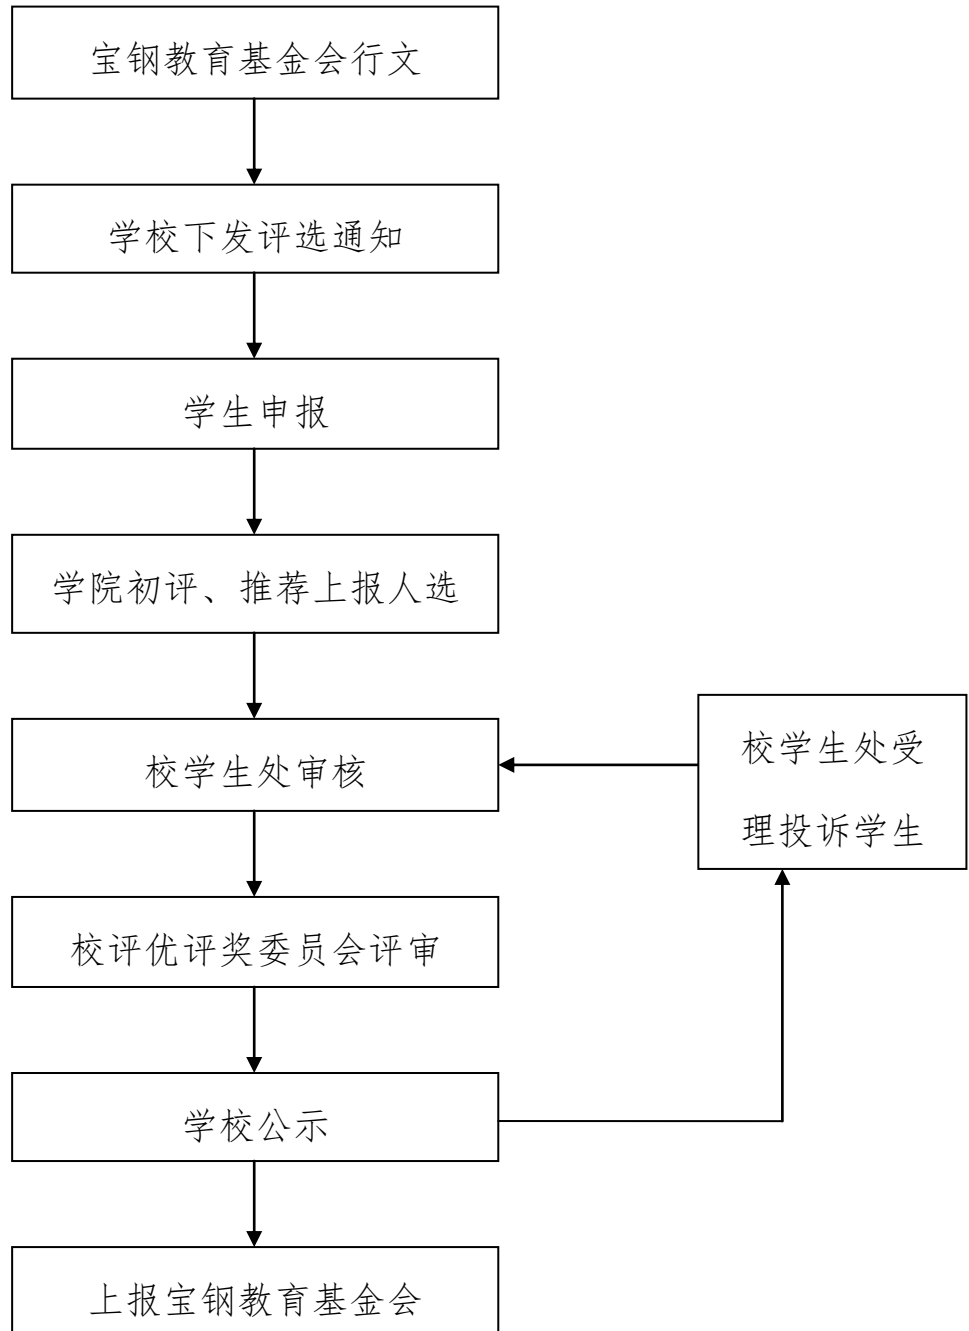 宝钢教育基金会行文
学校下发评选通知
学生申报
学院初评、推荐上报人选
校学生处审核
校学生处受
理投诉学生
校评优评奖委员会评审
学校公示
上报宝钢教育基金会